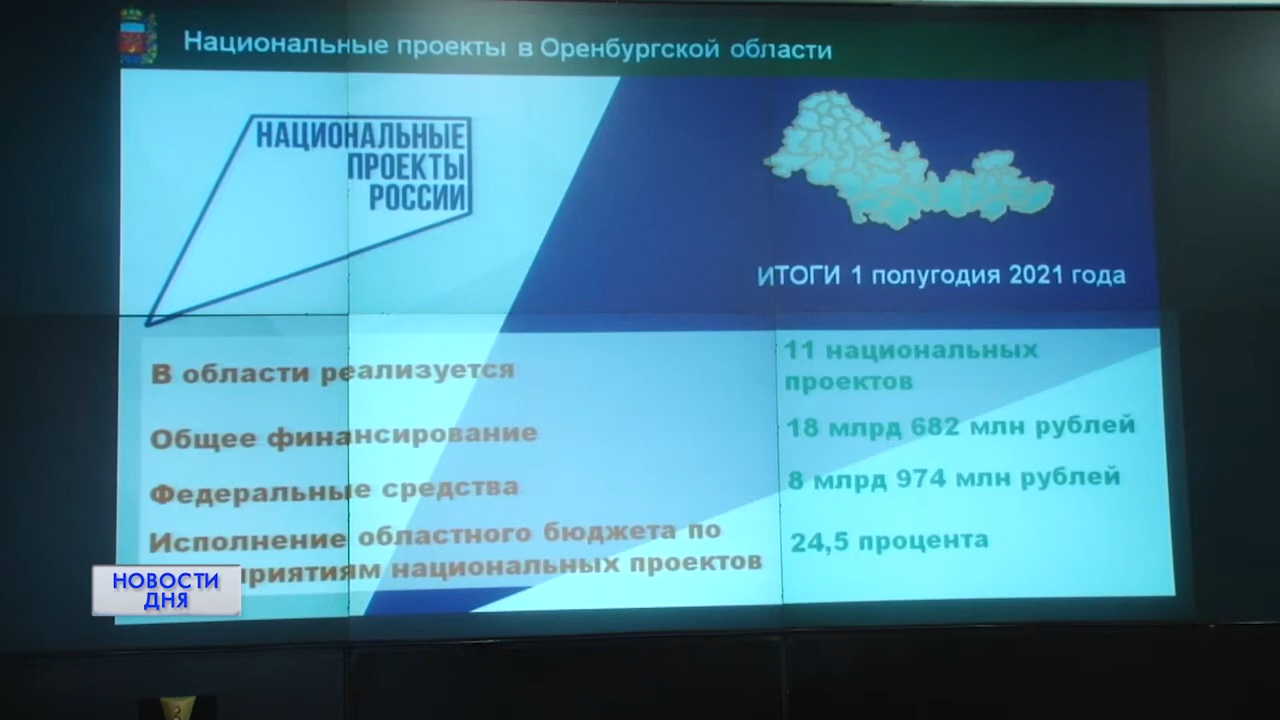 Национальные проекты в Оренбургской области
НАЦИОНАЛЬНЫЕ
ПРОЕКТЫ
РОССИИ
ИТОГИ 1 полугодия 2021 года
В области реализуется
11 национальных
проектов
Общее финансирование
18 млрд 682 млн рублей
Федеральные средства
8 млрд 974 млн рублей
Исполнение областного бюджета по
приятиям национальных проектов
24,5 процента
НОВОСТИ
ДНЯ